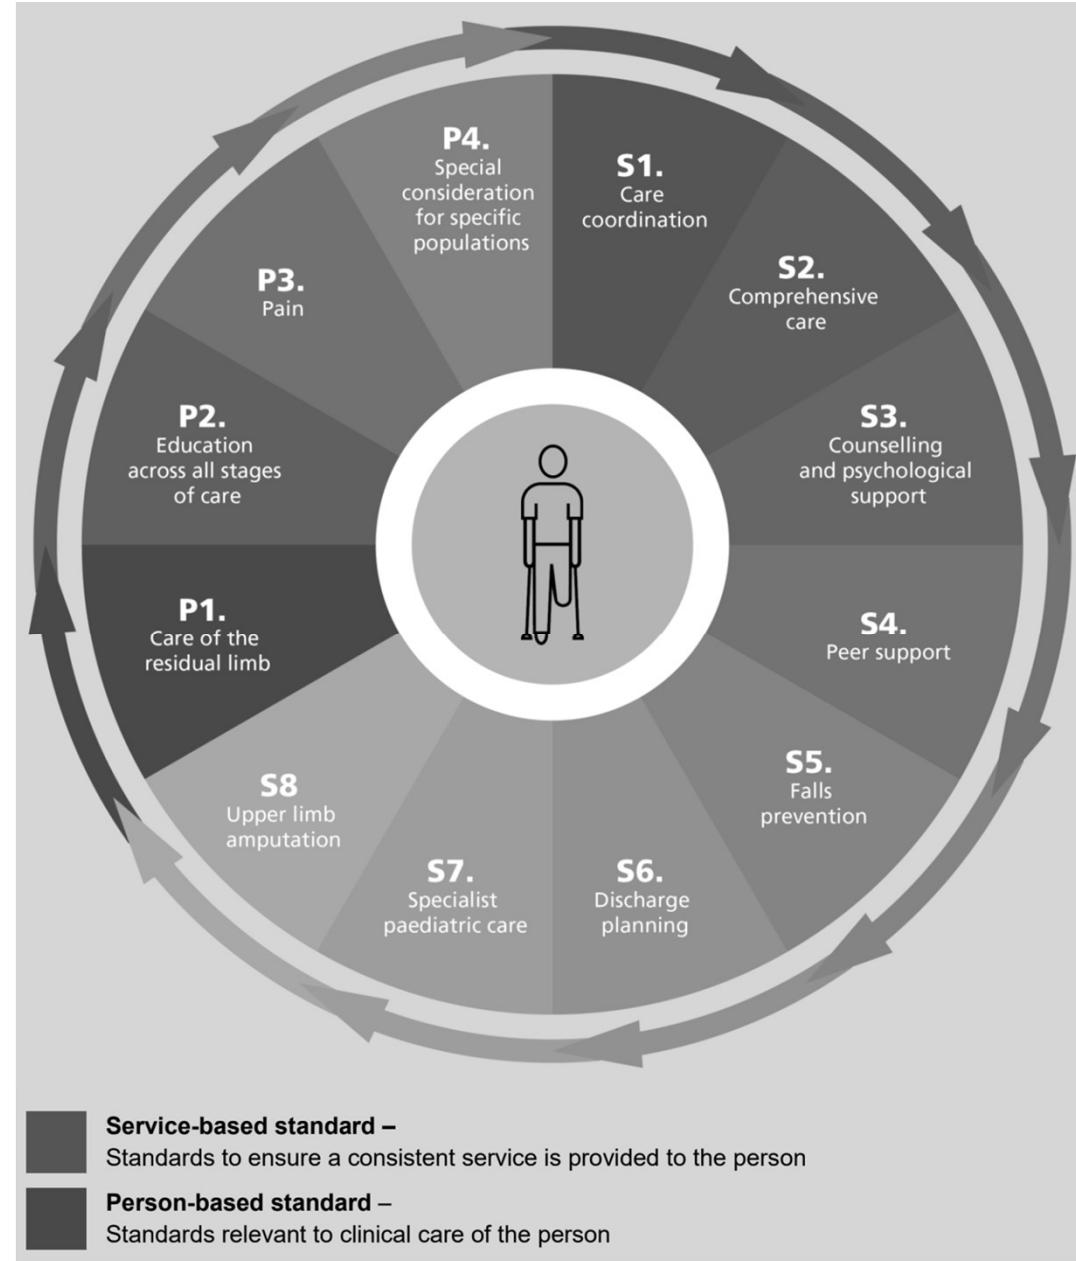 P4.
Special
consideration
for specific
populations
S1.
Care
coordination
S2.
Comprehensive
care
S3.
Counselling
and psychological
support
S4.
Peer support
S5.
Falls
prevention
S6.
Discharge
planning
S7.
Specialist
paediatric care
S8
Upper limb
amputation
P1.
Care of the
residual limb
P2.
Education
across all stages
of care
P3.
Pain
Service-based standard –
Standards to ensure a consistent service is provided to the person
Person-based standard –
Standards relevant to clinical care of the person